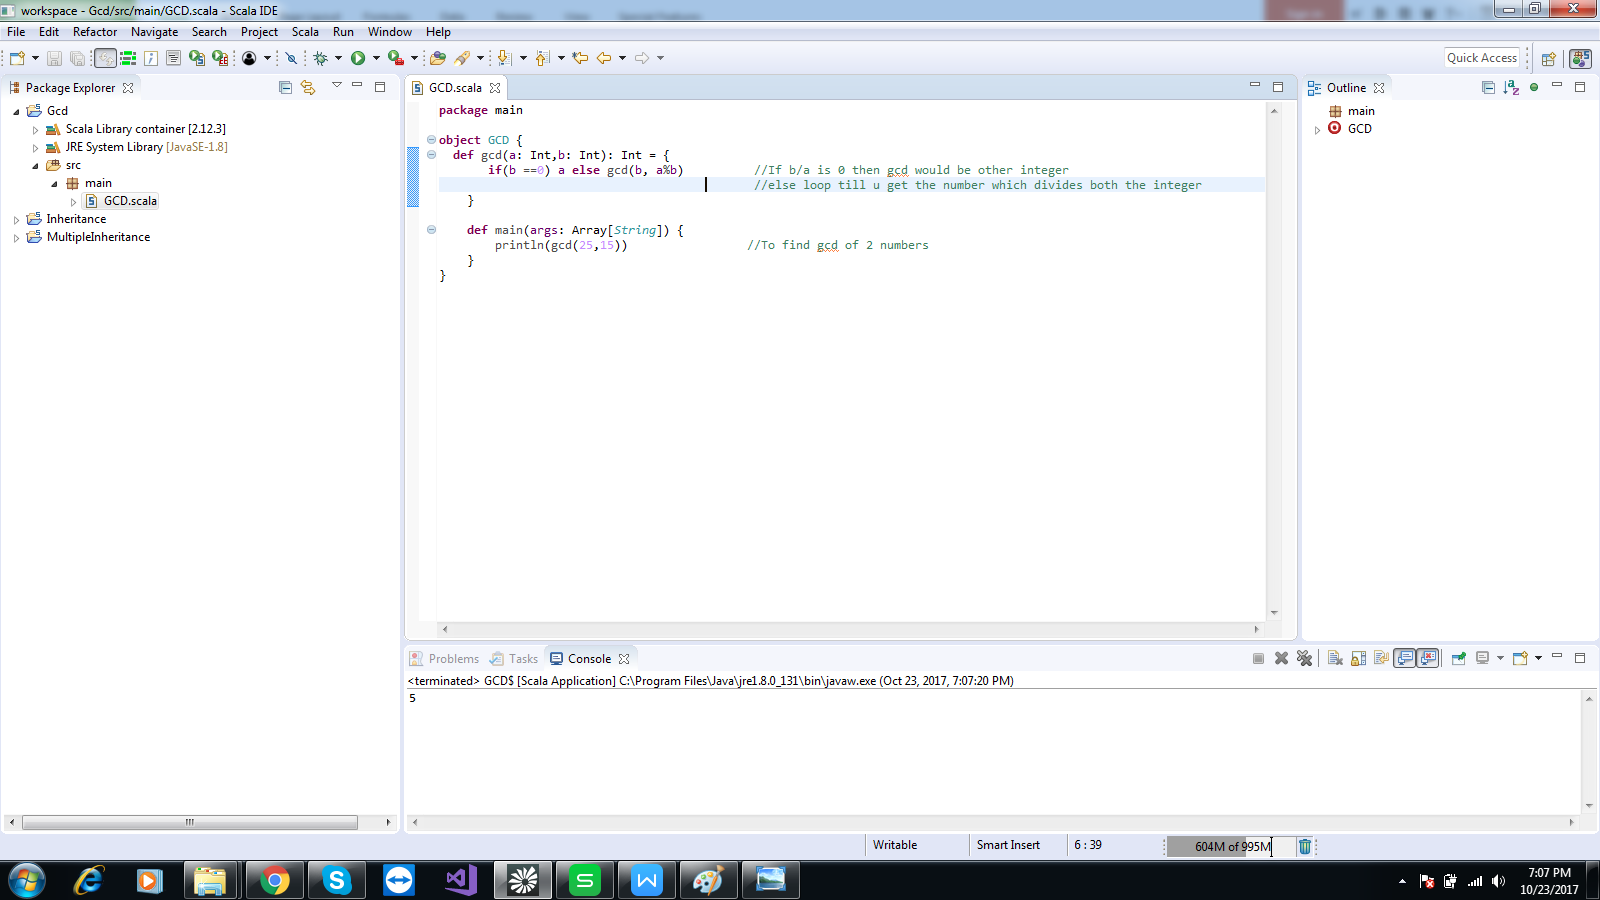 workspace - Gcd/src/main/GCD.scala - Scala IDE
File Edit Refactor Navigate Search Project Scala Run Window Help
Quick Access
Package Explorer
Gcd
Scala Library container [2.12.3]
JRE System Library [JavaSE-1.8]
src
main
GCD.scala
Inheritance
MultipleInheritance
GCD.scala
package main
object GCD {
def gcd(a: Int,b: Int): Int = {
if(b ==0) a else gcd(b, a%b) //If b/a is 0 then gcd would be other integer
//else loop till u get the number which divides both the integer
}
def main(args: Array[String]) {
println(gcd(25,15)) //To find gcd of 2 numbers
}
}
Outline
main
GCD
Problems Tasks Console
<terminated> GCD$ [Scala Application] C:\Program Files\Java\jre1.8.0_131\bin\javaw.exe (Oct 23, 2017, 7:07:20 PM)
5
Writable Smart Insert 6 : 39 604M of 995M
7:07 PM
10/23/2017